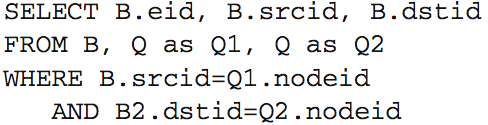 SELECT B.eid, B.srcid, B.dstid
FROM B, Q as Q1, Q as Q2
WHERE B.srcid=Q1.nodeid
AND B2.dstid=Q2.nodeid